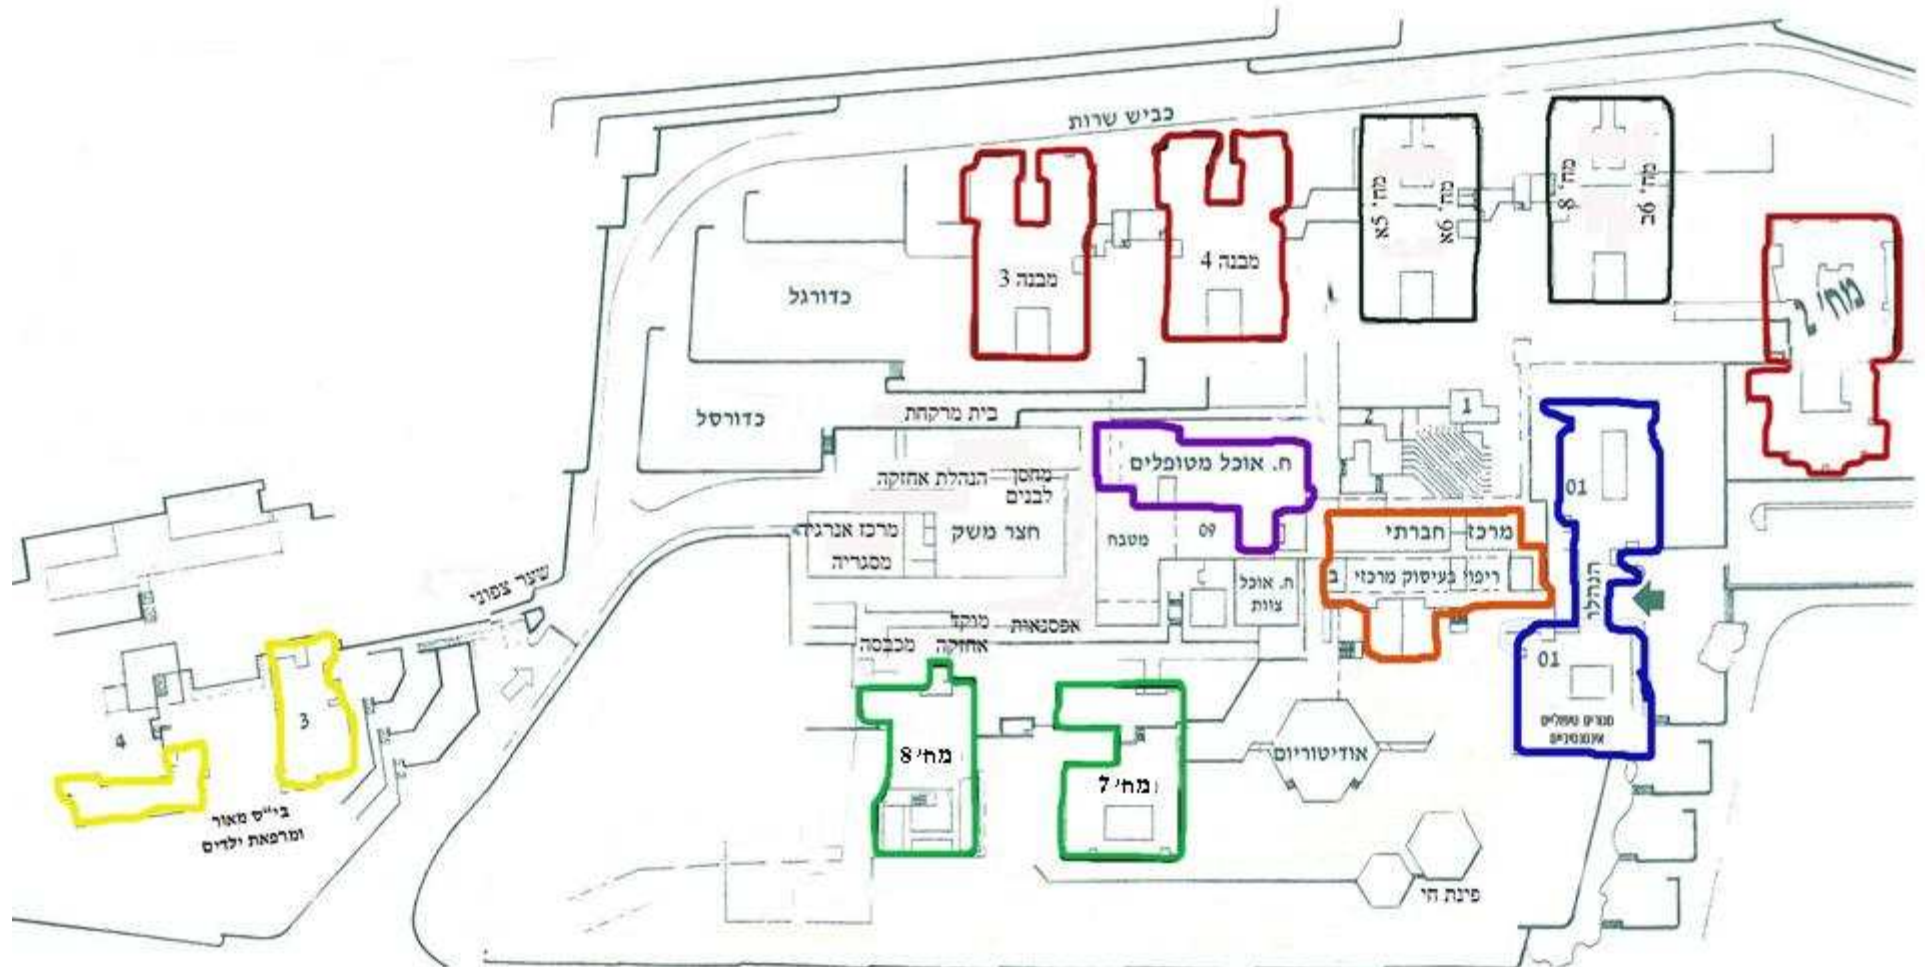 כביש שרות
מח' 5א
מח' 6א
מח' 8
מח' 6ב
מבנה 3
מבנה 4
מח' 2
כדורגל
כדורסל
בית מרקחת
1
2
ח. אוכל מטופלים
הנהלת אחזקה
מחסן
לבנים
חצר משק
מרכז אנרגיה
מסגריה
מטבח
09
01
מרכז חברתי
ריפוי בעיסוק מרכזי
ב
ח. אוכל
צוות
הנהלה
01
שער צפוני
אפסנאות
מוקד
אחזקה
מכבסה
3
4
מח' 8
מח' 7
אודיטוריום
בי"ס מאור
ומרפאת ילדים
פינת חי